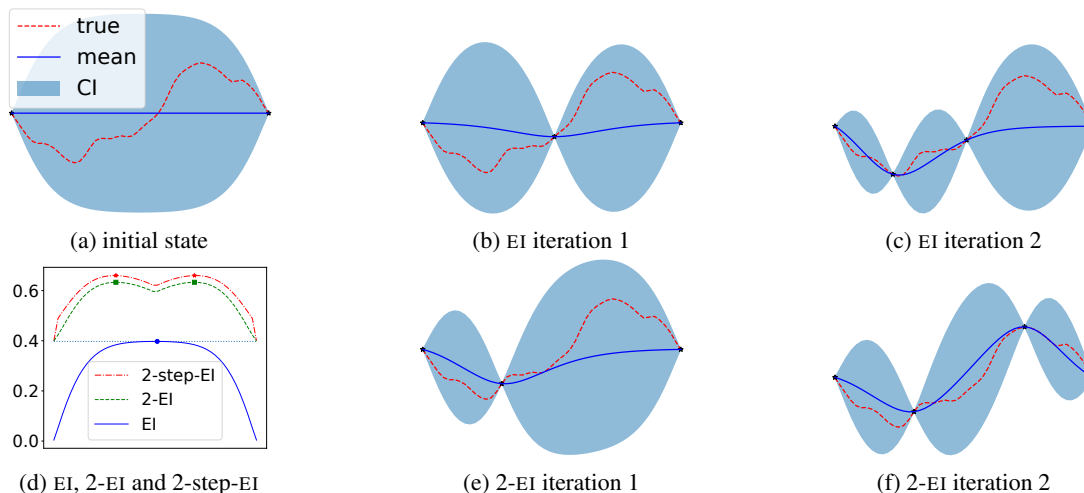 true
mean
CI
(a) initial state
(b) EI iteration 1
(c) EI iteration 2
0.6
0.4
0.2
0.0
2-step-EI
2-EI
EI
(d) EI, 2-EI and 2-step-EI
(e) 2-EI iteration 1
(f) 2-EI iteration 2